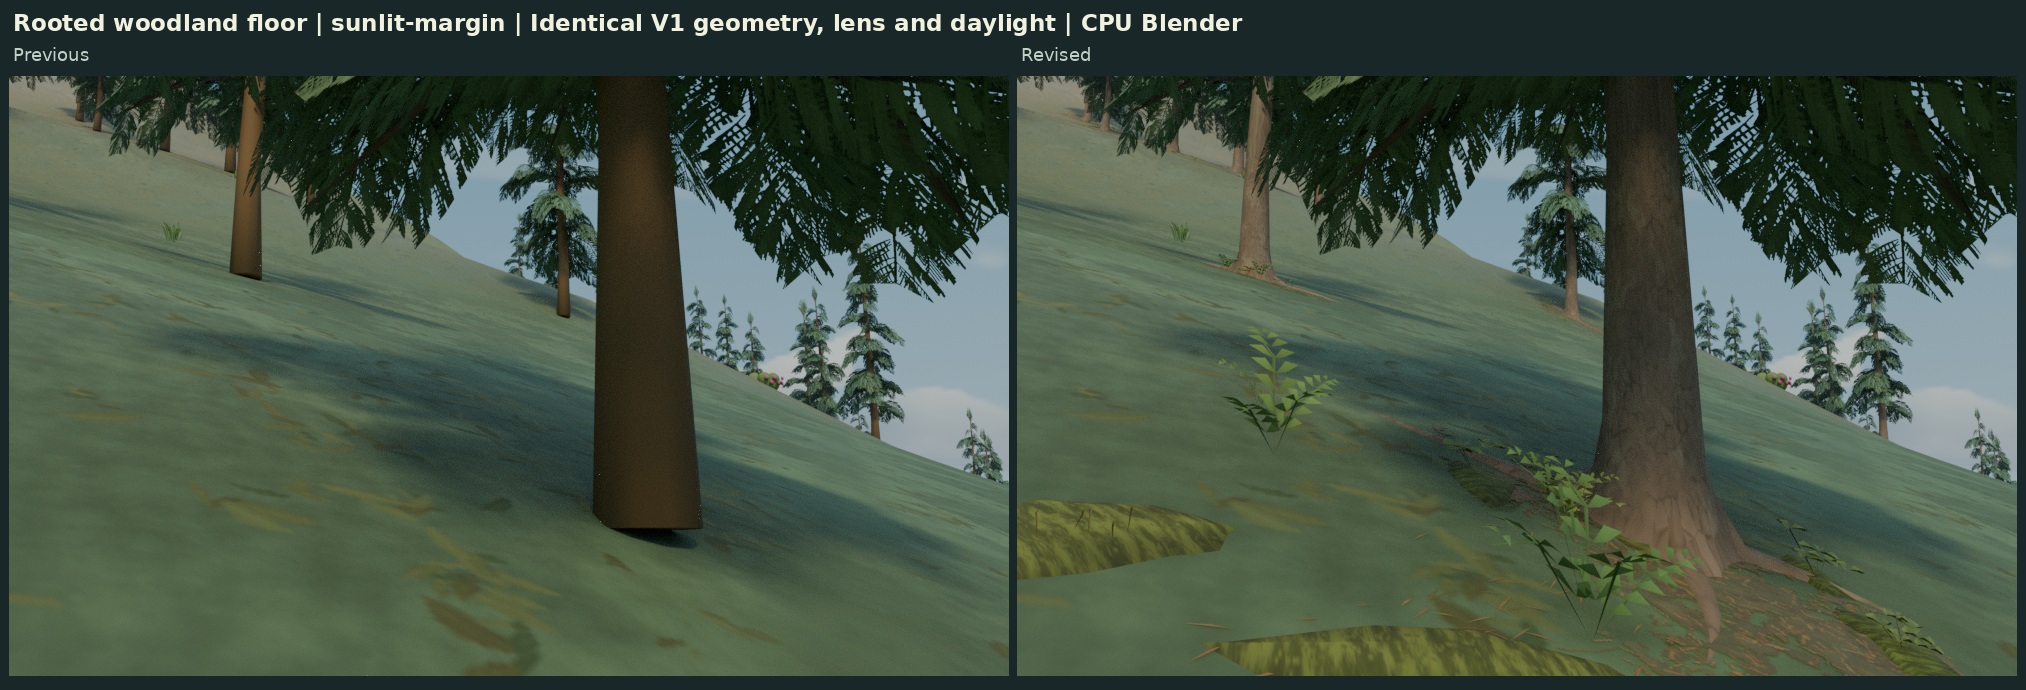 Rooted woodland floor | sunlit-margin | Identical V1 geometry, lens and daylight | CPU Blender
Previous
Revised